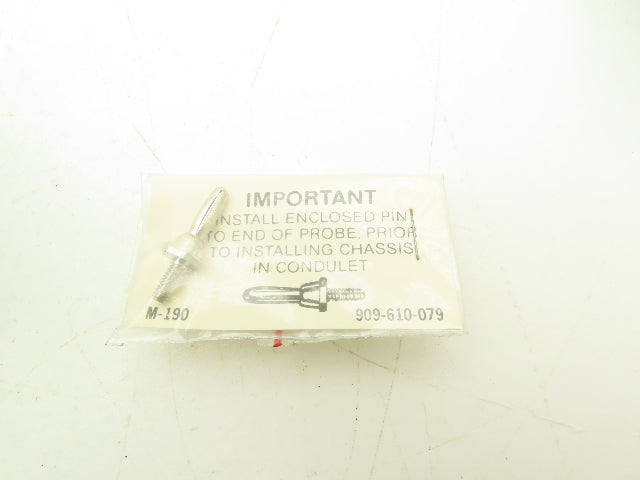 IMPORTANT
INSTALL ENCLOSED PIN
TO END OF PROBE, PRIOR
TO INSTALLING CHASSIS
IN CONDULET
M-190 909-610-079